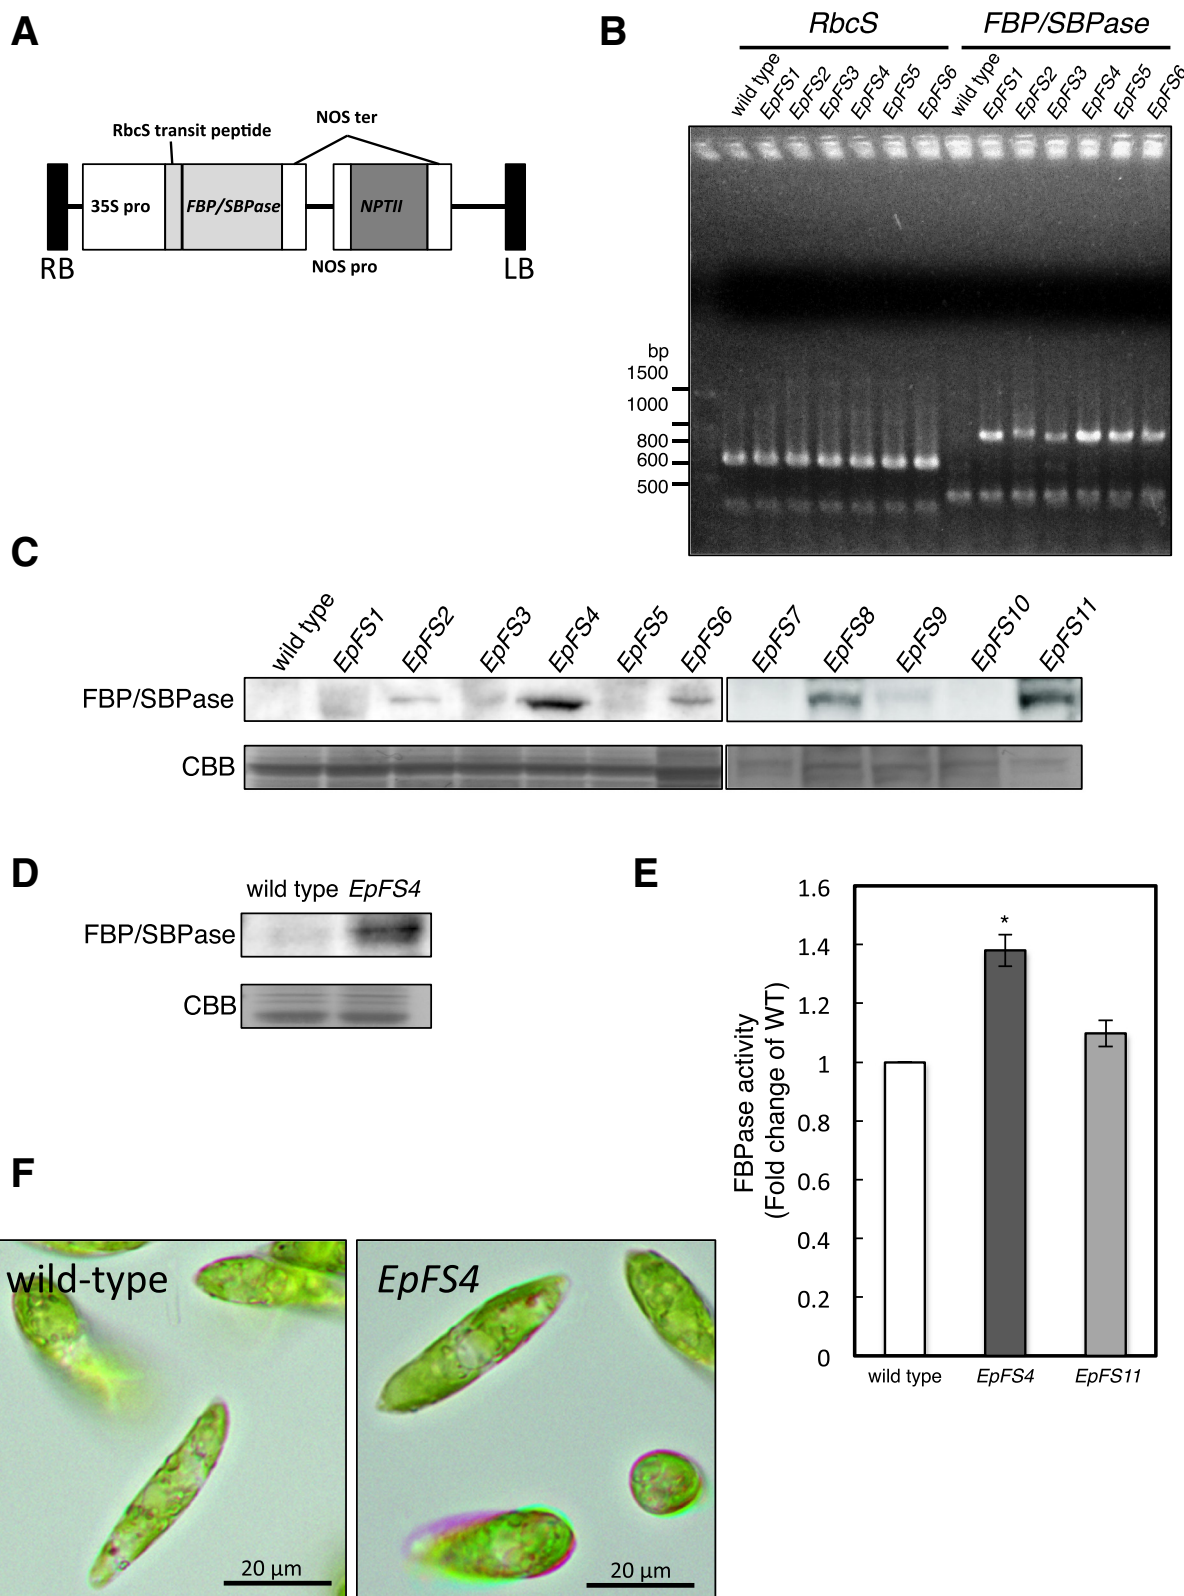 A
RbcS transit peptide
NOS ter
35S pro
FBP/SBPase
NPTII
RB
NOS pro
LB
B
RbcS
FBP/SBPase
wild type
EpFS1
EpFS2
EpFS3
EpFS4
EpFS5
EpFS6
wild type
EpFS1
EpFS2
EpFS3
EpFS4
EpFS5
EpFS6
bp
1500
1000
800
600
500
C
wild type
EpFS1
EpFS2
EpFS3
EpFS4
EpFS5
EpFS6
EpFS7
EpFS8
EpFS9
EpFS10
EpFS11
FBP/SBPase
CBB
D
wild type
EpFS4
FBP/SBPase
CBB
E
FBPase activity
(Fold change of WT)
1.6
1.4
1.2
1
0.8
0.6
0.4
0.2
0
*
wild type
EpFS4
EpFS11
F
wild-type
20 µm
EpFS4
20 µm